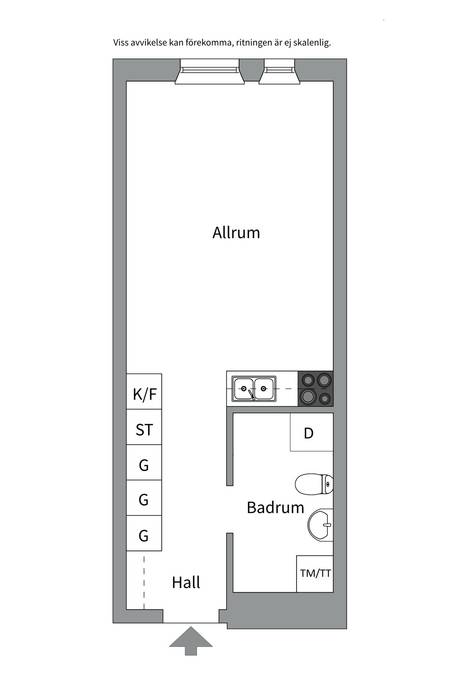 Viss avvikelse kan förekomma, ritningen är ej skalenlig.
Allrum
K/F
ST
G
G
G
D
Badrum
TM/TT
Hall